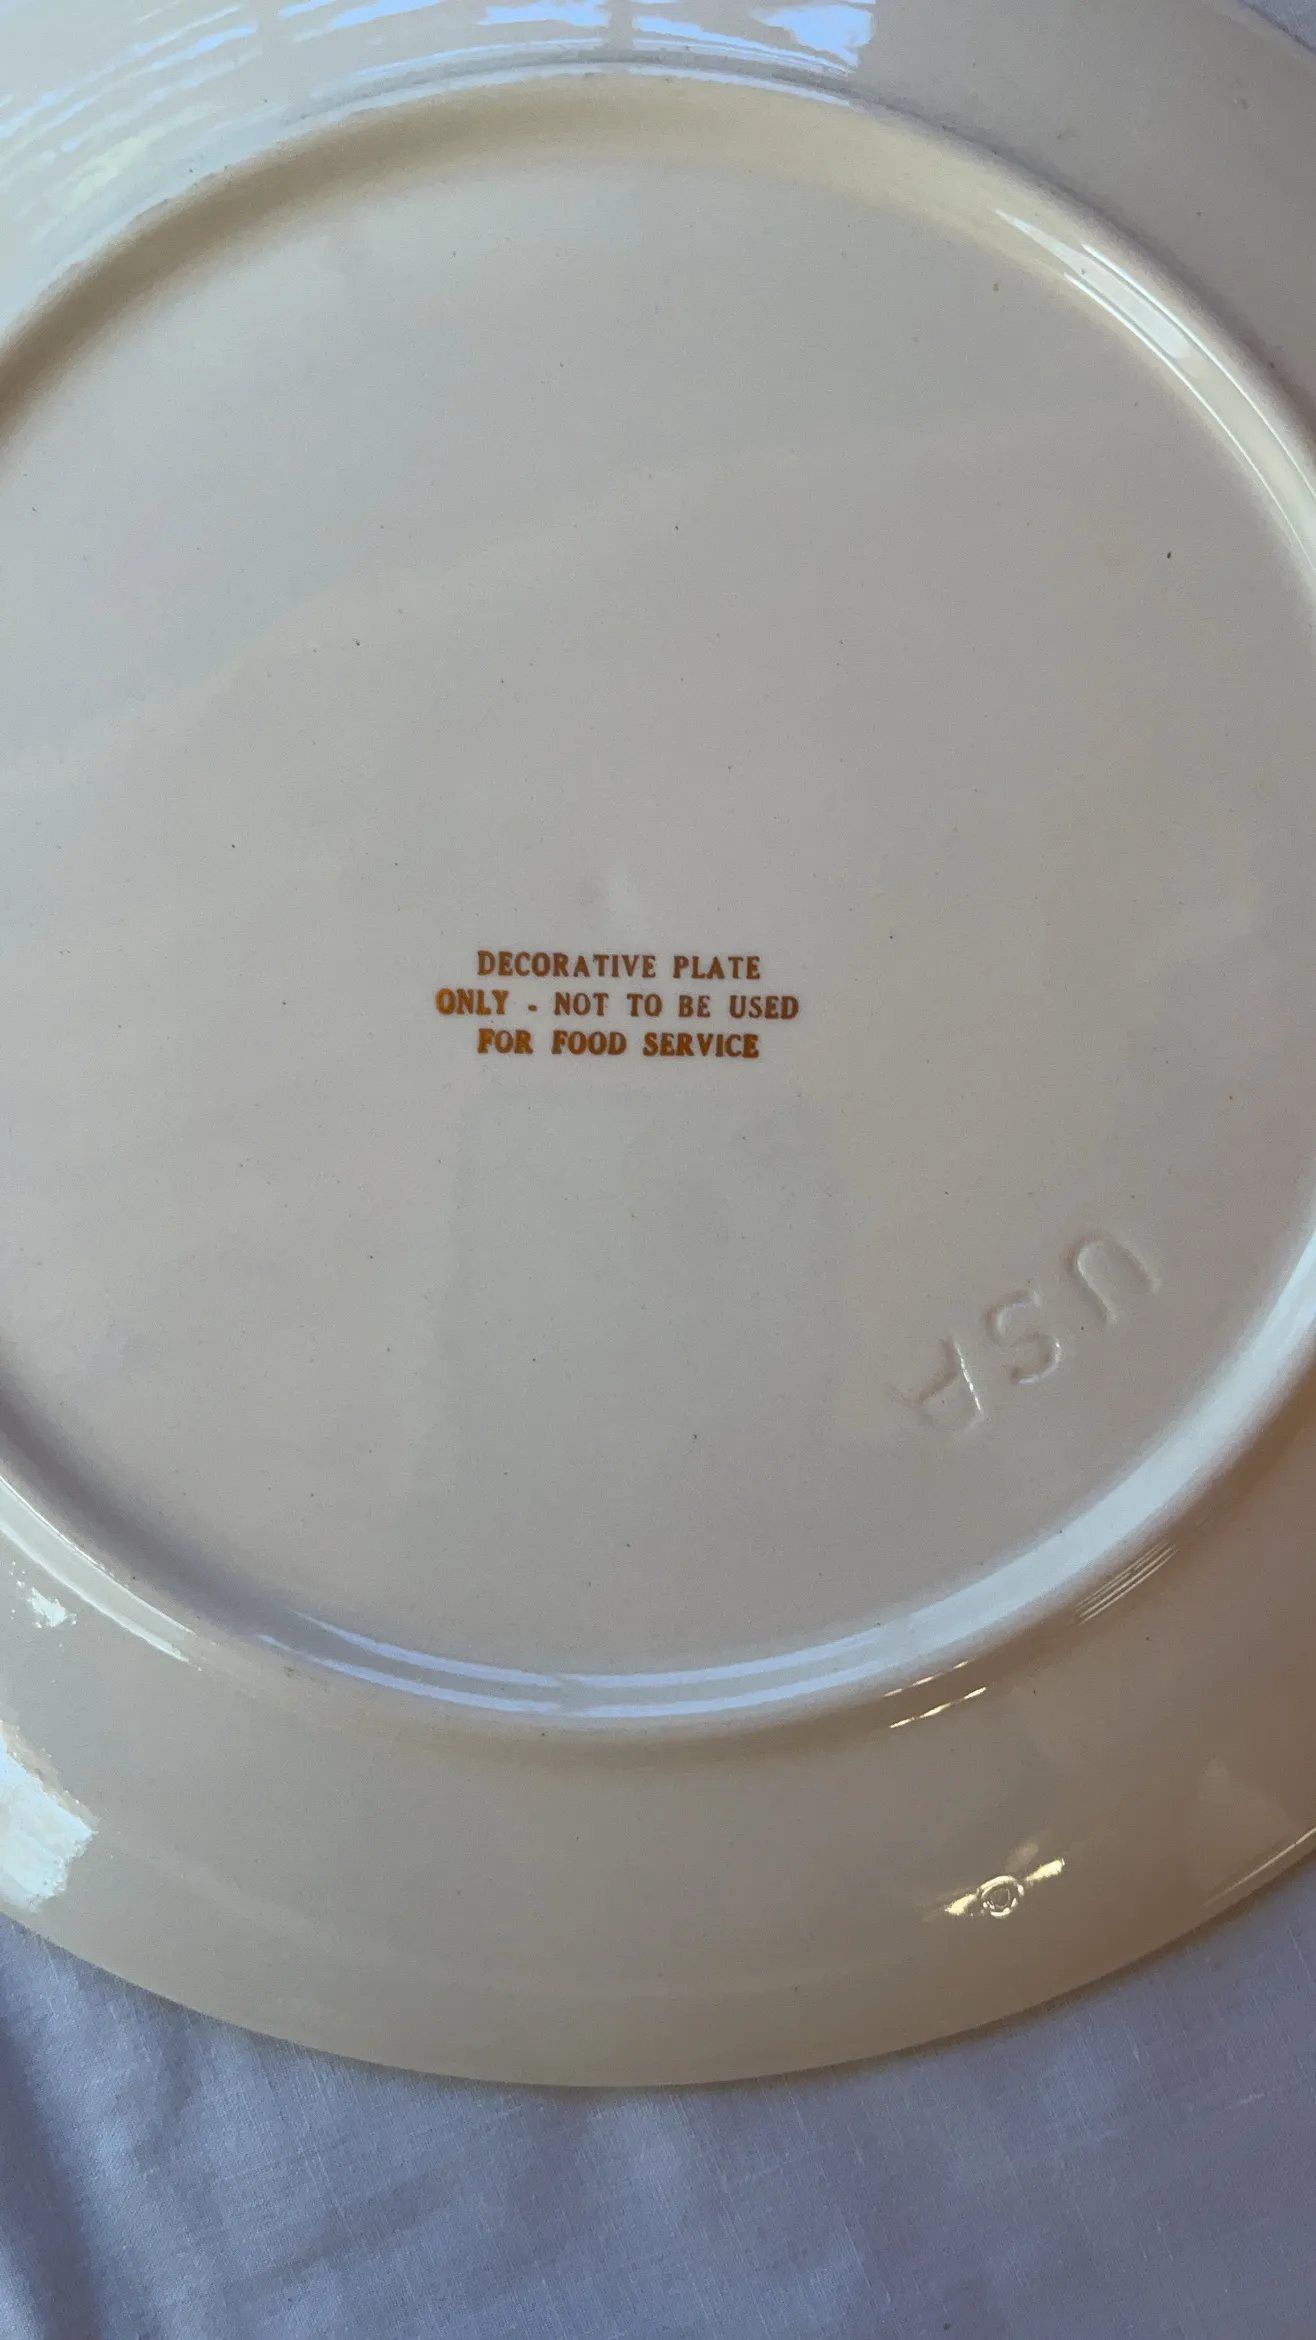 DECORATIVE PLATE
ONLY - NOT TO BE USED
FOR FOOD SERVICE
USA